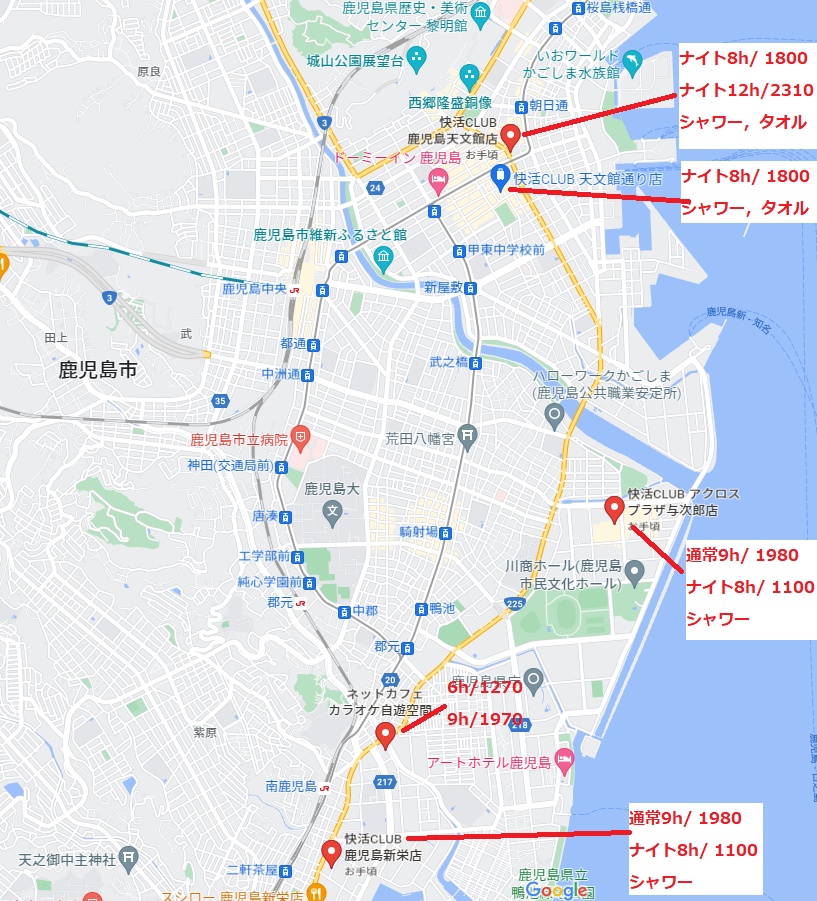 鹿児島県歴史・美術
センター 黎明館
桜島桟橋通
城山公園展望台
いおワールド
かごしま水族館
原良
西郷隆盛銅像
3
朝日通
快活CLUB
鹿児島天文館店
お手頃
ナイト8h/ 1800
ナイト12h/2310
シャワー, タオル
ドーミーイン 鹿児島
24
快活CLUB 天文館通り店
ナイト8h/ 1800
シャワー, タオル
鹿児島市維新ふるさと館
甲東中学校前
鹿児島中央
JR
新屋敷
3
田上
武
鹿児島市
都通
中洲通
武之橋
鹿児島新 - 知名
35
ハローワークかごしま
(鹿児島公共職業安定所)
鹿児島市立病院
荒田八幡宮
神田(交通局前)
鹿児島大
唐湊
騎射場
快活CLUB アクロス
プラザ与次郎店
お手頃
工学部前
純心学園前
川商ホール(鹿児島
市民文化ホール)
通常9h/ 1980
ナイト8h/ 1100
シャワー
郡元
JR
中郡
鴨池
225
郡元
20
鹿児島県庁
ネットカフェ
カラオケ自遊空間...
6h/1270
9h/1970
218
紫原
アートホテル鹿児島
217
南鹿児島
JR
快活CLUB
鹿児島新栄店
お手頃
通常9h/ 1980
ナイト8h/ 1100
シャワー
天之御中主神社
二軒茶屋
スシロー 鹿児島新栄店
鹿児島県立
Google